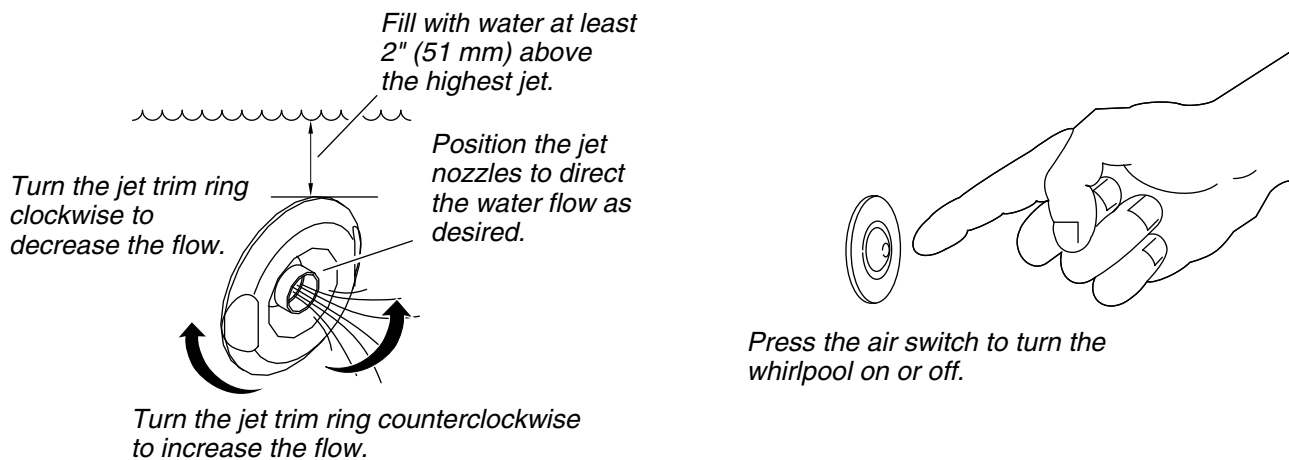 Fill with water at least
2" (51 mm) above
the highest jet.
Position the jet
nozzles to direct
the water flow as
desired.
Turn the jet trim ring
clockwise to
decrease the flow.
Turn the jet trim ring counterclockwise
to increase the flow.
Press the air switch to turn the
whirlpool on or off.